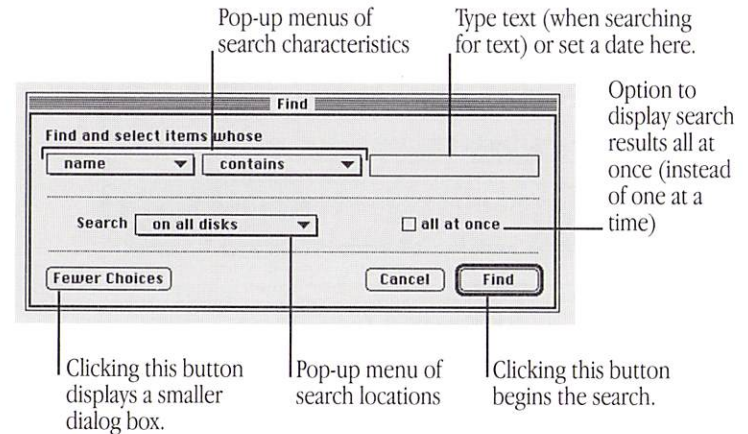 Pop-up menus of
search characteristics
Type text (when searching
for text) or set a date here.
Option to
display search
results all at
once (instead
of one at a
time)
Find
Find and select items whose
name
contains
Search
on all disks
all at once
Fewer Choices
Cancel
Find
Clicking this button
displays a smaller
dialog box.
Pop-up menu of
search locations
Clicking this button
begins the search.